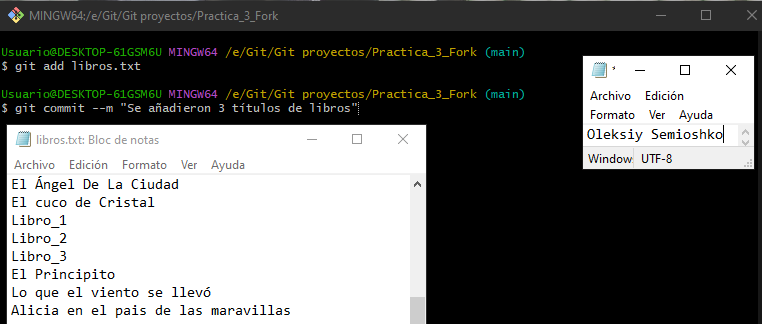 MINGW64:/e/Git/Git proyectos/Practica_3_Fork
Usuario@DESKTOP-61GSM6U MINGW64 /e/Git/Git proyectos/Practica_3_Fork (main)
$ git add libros.txt
Usuario@DESKTOP-61GSM6U MINGW64 /e/Git/Git proyectos/Practica_3_Fork (main)
$ git commit --m "Se añadieron 3 títulos de libros"
libros.txt: Bloc de notas
Archivo Edición Formato Ver Ayuda
El Ángel De La Ciudad
El cuco de Cristal
Libro_1
Libro_2
Libro_3
El Principito
Lo que el viento se llevó
Alicia en el pais de las maravillas
*
Archivo Edición
Formato Ver Ayuda
Oleksiy Semioshko
Window UTF-8